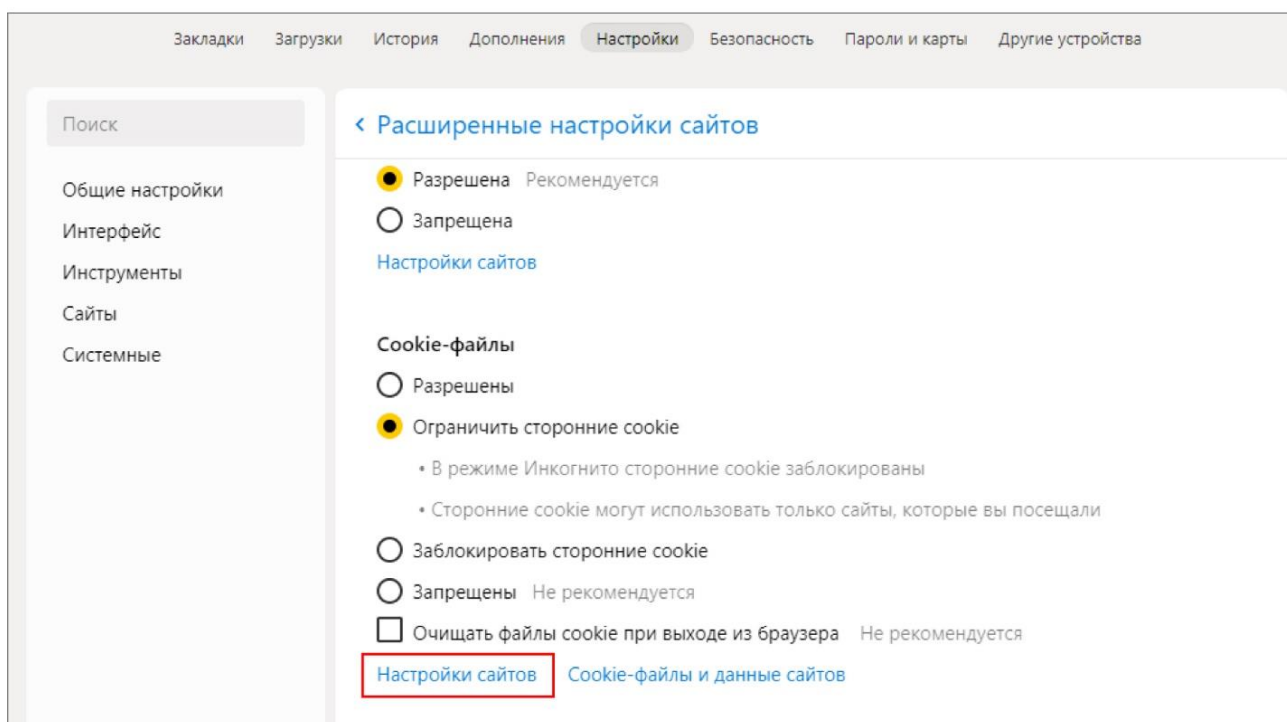 Закладки Загрузки История Дополнения Настройки Безопасность Пароли и карты Другие устройства
Поиск
Общие настройки
Интерфейс
Инструменты
Сайты
Системные
Расширенные настройки сайтов
Разрешена Рекомендуется
Запрещена
Настройки сайтов
Cookie-файлы
Разрешены
Ограничить сторонние cookie
• В режиме Инкогнито сторонние cookie заблокированы
• Сторонние cookie могут использовать только сайты, которые вы посещали
Заблокировать сторонние cookie
Запрещены Не рекомендуется
Очищать файлы cookie при выходе из браузера Не рекомендуется
Настройки сайтов Cookie-файлы и данные сайтов